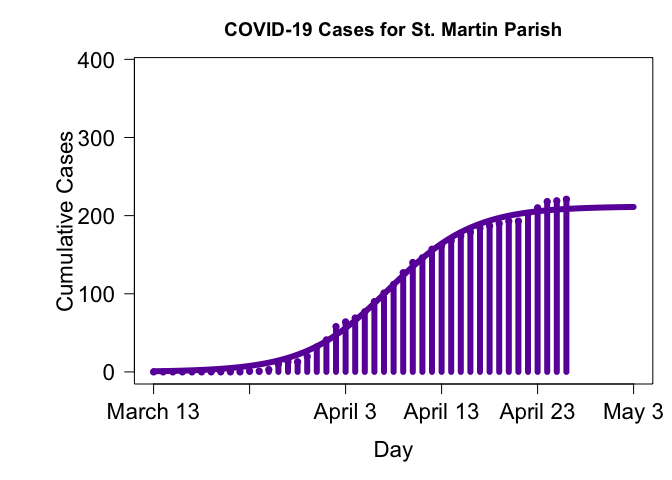 COVID-19 Cases for St. Martin Parish
400
300
200
100
0
Cumulative Cases
March 13
April 3
April 13
April 23
May 3
Day